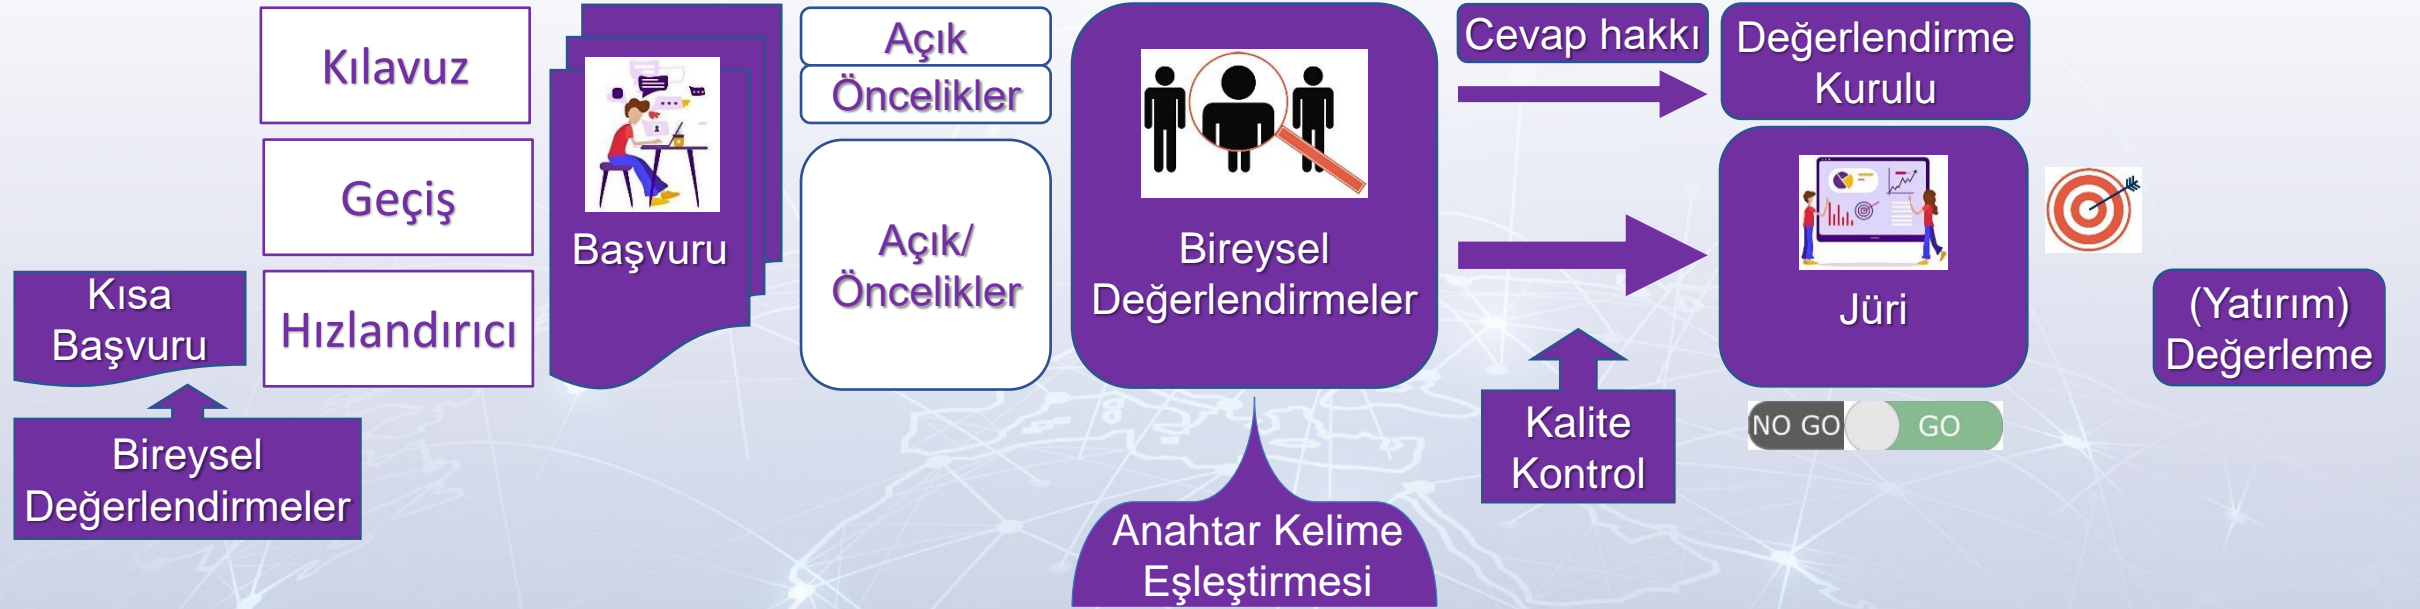 Kılavuz
Geçiş
Hızlandırıcı
Kısa
Başvuru
Bireysel
Değerlendirmeler
Başvuru
Açık
Öncelikler
Açık/
Öncelikler
Bireysel
Değerlendirmeler
Anahtar Kelime
Eşleştirmesi
Cevap hakkı
Kalite
Kontrol
Değerlendirme
Kurulu
Jüri
NO GO
GO
(Yatırım)
Değerleme